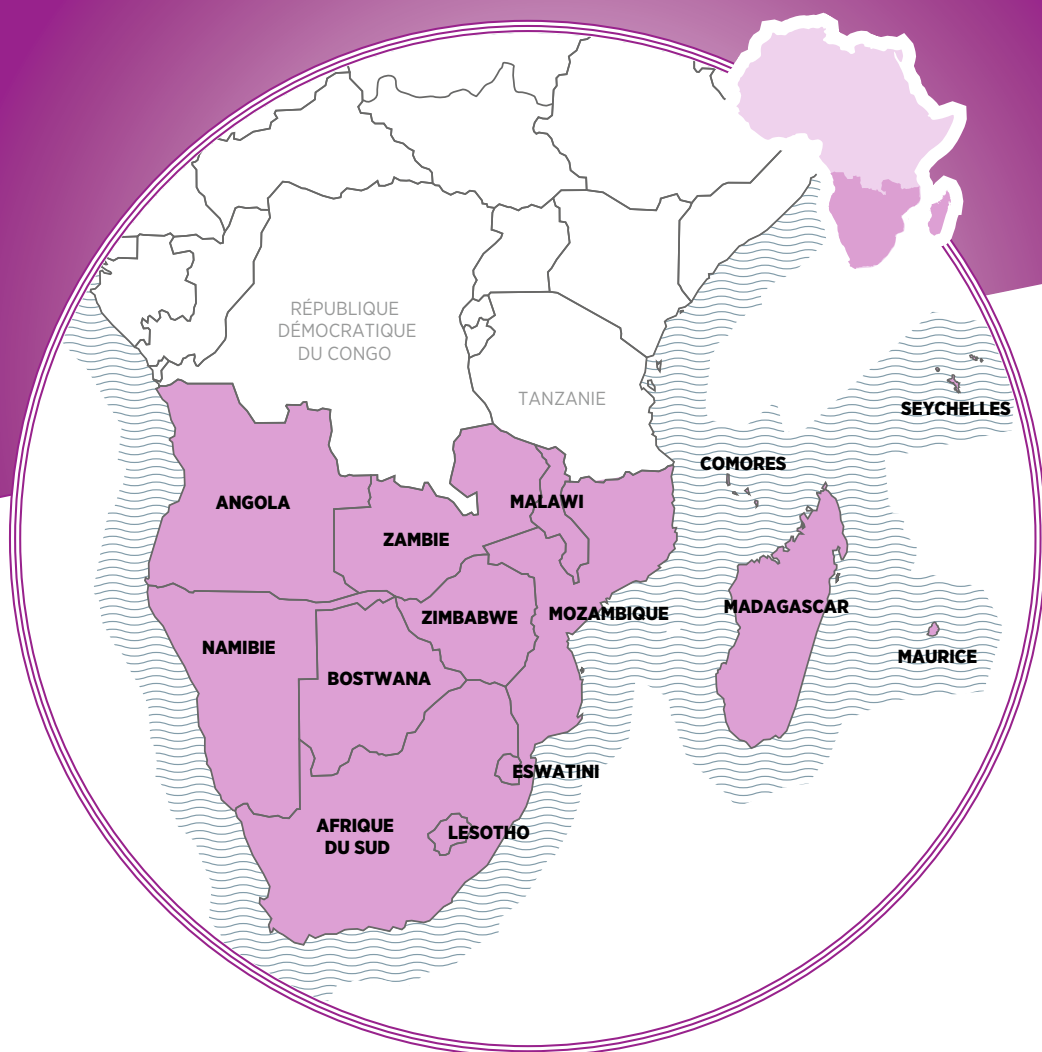 RÉPUBLIQUE
DÉMOCRATIQUE
DU CONGO
TANZANIE
SEYCHELLES
COMORES
ANGOLA
MALAWI
ZAMBIE
MADAGASCAR
ZIMBABWE
MOZAMBIQUE
NAMIBIE
MAURICE
BOSTWANA
ESWATINI
AFRIQUE
DU SUD
LESOTHO